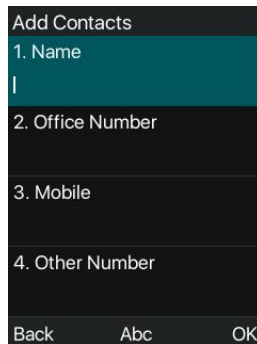 Add Contacts
1. Name
2. Office Number
3. Mobile
4. Other Number
Back Abc OK